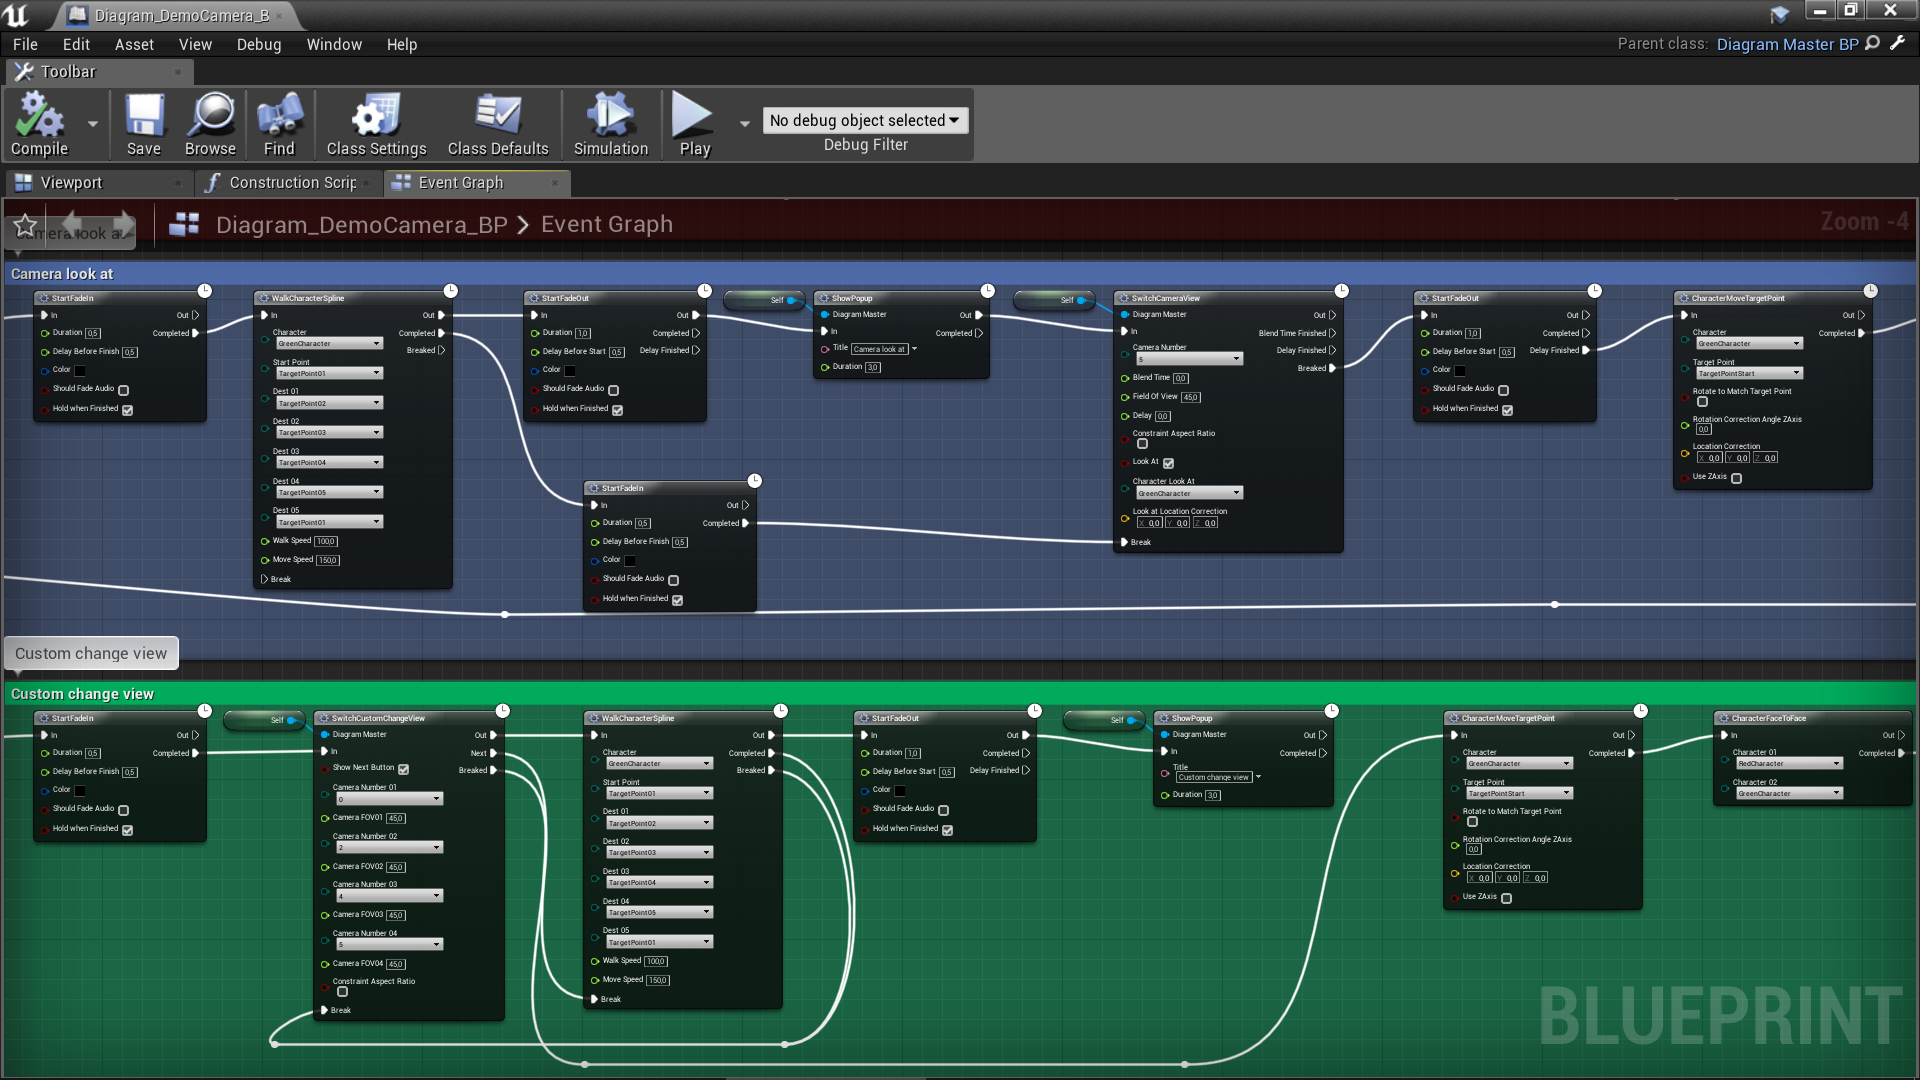 Diagram_DemoCamera_B
File Edit Asset View Debug Window Help
Parent class: Diagram Master BP
Toolbar
Compile Save Browse Find Class Settings Class Defaults Simulation Play
No debug object selected
Debug Filter
Viewport Construction Scrip Event Graph
Camera look at
Diagram_DemoCamera_BP > Event Graph
Zoom -4
Camera look at
StartFadeIn
In Out
Duration 0,5 Completed
Delay Before Finish 0,5
Color
Should Fade Audio
Hold when Finished
WalkCharacterSpline
In Out
Character Completed
GreenCharacter
Breaked
Start Point
TargetPoint01
Dest 01
TargetPoint02
Dest 02
TargetPoint03
Dest 03
TargetPoint04
Dest 04
TargetPoint05
Dest 05
TargetPoint01
Walk Speed 100,0
Move Speed 150,0
Break
StartFadeOut
In Out
Duration 1,0 Completed
Delay Before Start 0,5 Delay Finished
Color
Should Fade Audio
Hold when Finished
Self
ShowPopup
Diagram Master Out
In Completed
Title Camera look at
Duration 3,0
StartFadeIn
In Out
Duration 0,5 Completed
Delay Before Finish 0,5
Color
Should Fade Audio
Hold when Finished
Self
SwitchCameraView
Diagram Master Out
In Blend Time Finished
Camera Number Delay Finished
5
Breaked
Blend Time 0,0
Field Of View 45,0
Delay 0,0
Constraint Aspect Ratio
Look At
Character Look At
GreenCharacter
Look at Location Correction
X 0,0 Y 0,0 Z 0,0
Break
StartFadeOut
In Out
Duration 1,0 Completed
Delay Before Start 0,5 Delay Finished
Color
Should Fade Audio
Hold when Finished
CharacterMoveTargetPoint
In Out
Character Completed
GreenCharacter
Target Point
TargetPointStart
Rotate to Match Target Point
Rotation Correction Angle ZAxis
0,0
Location Correction
X 0,0 Y 0,0 Z 0,0
Use ZAxis
Custom change view
Custom change view
StartFadeIn
In Out
Duration 0,5 Completed
Delay Before Finish 0,5
Color
Should Fade Audio
Hold when Finished
Self
SwitchCustomChangeView
Diagram Master Out
In Next
Show Next Button Breaked
Camera Number 01
0
Camera FOV01 45,0
Camera Number 02
2
Camera FOV02 45,0
Camera Number 03
4
Camera FOV03 45,0
Camera Number 04
5
Camera FOV04 45,0
Constraint Aspect Ratio
Break
WalkCharacterSpline
In Out
Character Completed
GreenCharacter Breaked
Start Point
TargetPoint01
Dest 01
TargetPoint02
Dest 02
TargetPoint03
Dest 03
TargetPoint04
Dest 04
TargetPoint05
Dest 05
TargetPoint01
Walk Speed 100,0
Move Speed 150,0
Break
StartFadeOut
In Out
Duration 1,0 Completed
Delay Before Start 0,5 Delay Finished
Color
Should Fade Audio
Hold when Finished
Self
ShowPopup
Diagram Master Out
In Completed
Title
Custom change view
Duration 3,0
CharacterMoveTargetPoint
In Out
Character Completed
GreenCharacter
Target Point
TargetPointStart
Rotate to Match Target Point
Rotation Correction Angle ZAxis
0,0
Location Correction
X 0,0 Y 0,0 Z 0,0
Use ZAxis
CharacterFaceToFace
In Out
Character 01 Completed
RedCharacter
Character 02
GreenCharacter
BLUEPRINT